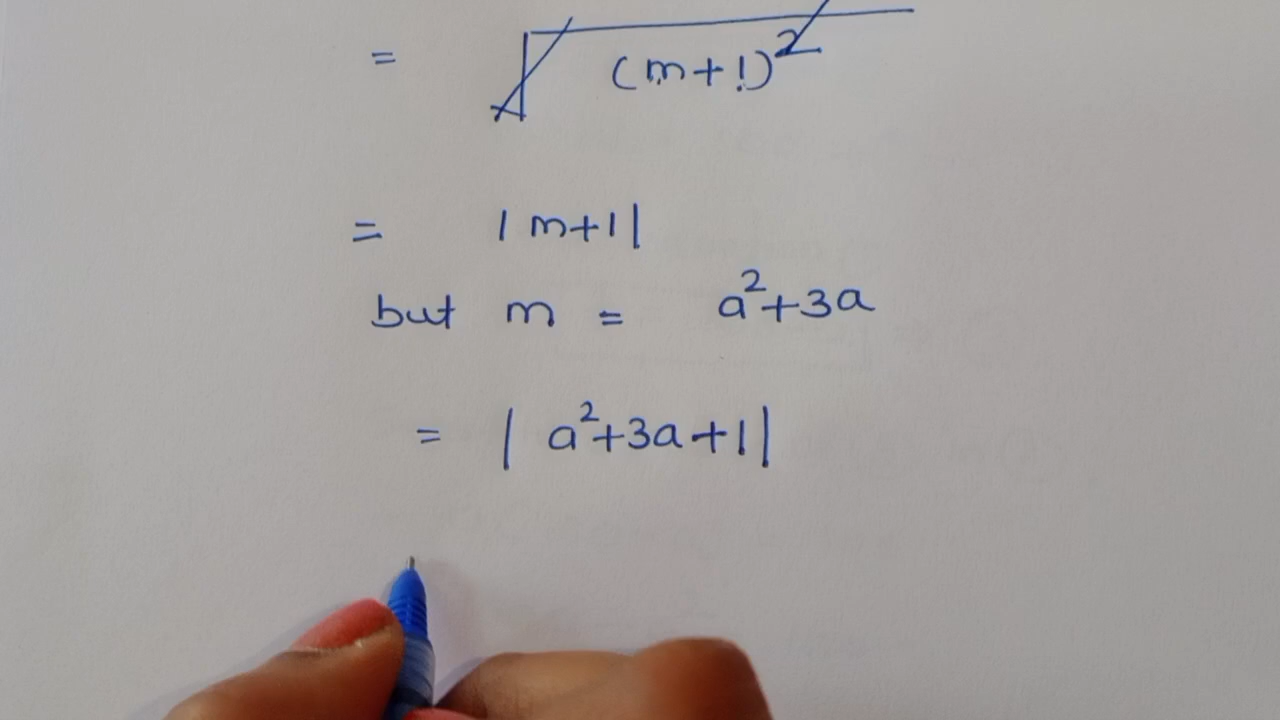 = √(m+1)²
= |m+1|
but m = a²+3a
= |a²+3a+1|